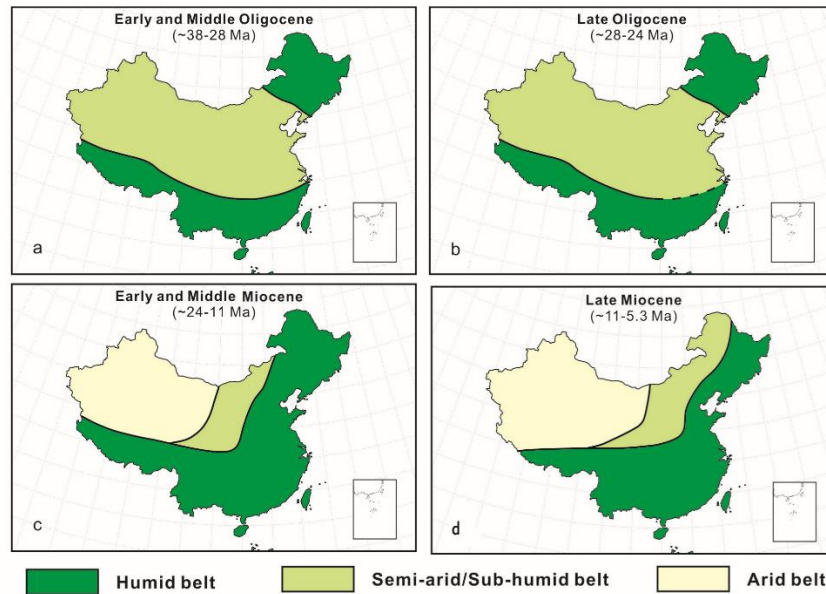 Early and Middle Oligocene
(~38-28 Ma)
a
Late Oligocene
(~28-24 Ma)
b
Early and Middle Miocene
(~24-11 Ma)
c
Late Miocene
(~11-5.3 Ma)
d
Humid belt
Semi-arid/Sub-humid belt
Arid belt